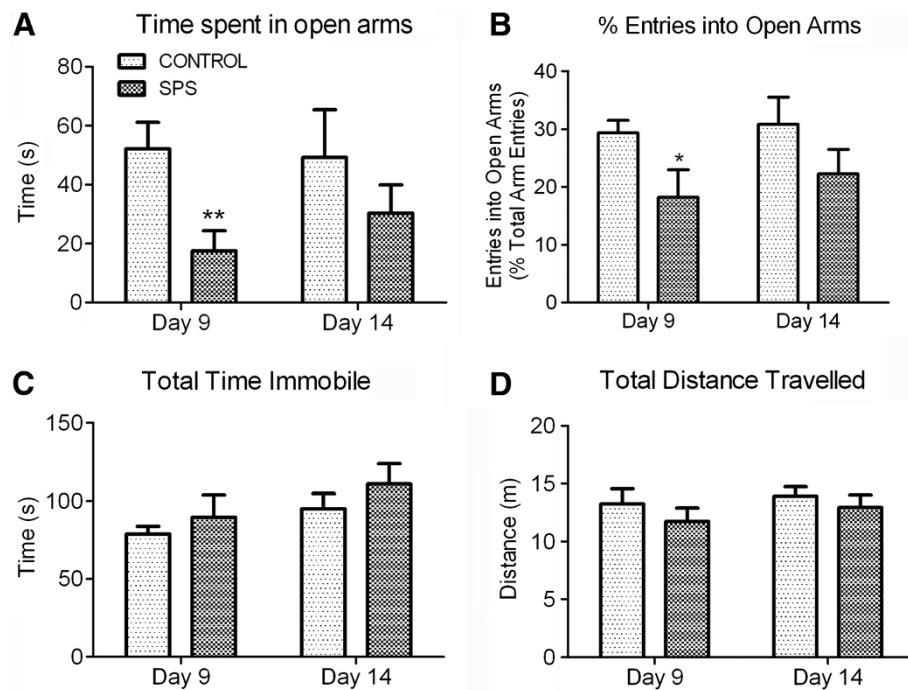 A
Time spent in open arms
CONTROL
SPS
Time (s)
80
60
40
20
0
**
Day 9
Day 14
B
% Entries into Open Arms
Entries into Open Arms
(% Total Arm Entries)
40
30
20
10
0
*
Day 9
Day 14
C
Total Time Immobile
Time (s)
150
100
50
0
Day 9
Day 14
D
Total Distance Travelled
Distance (m)
20
15
10
5
0
Day 9
Day 14